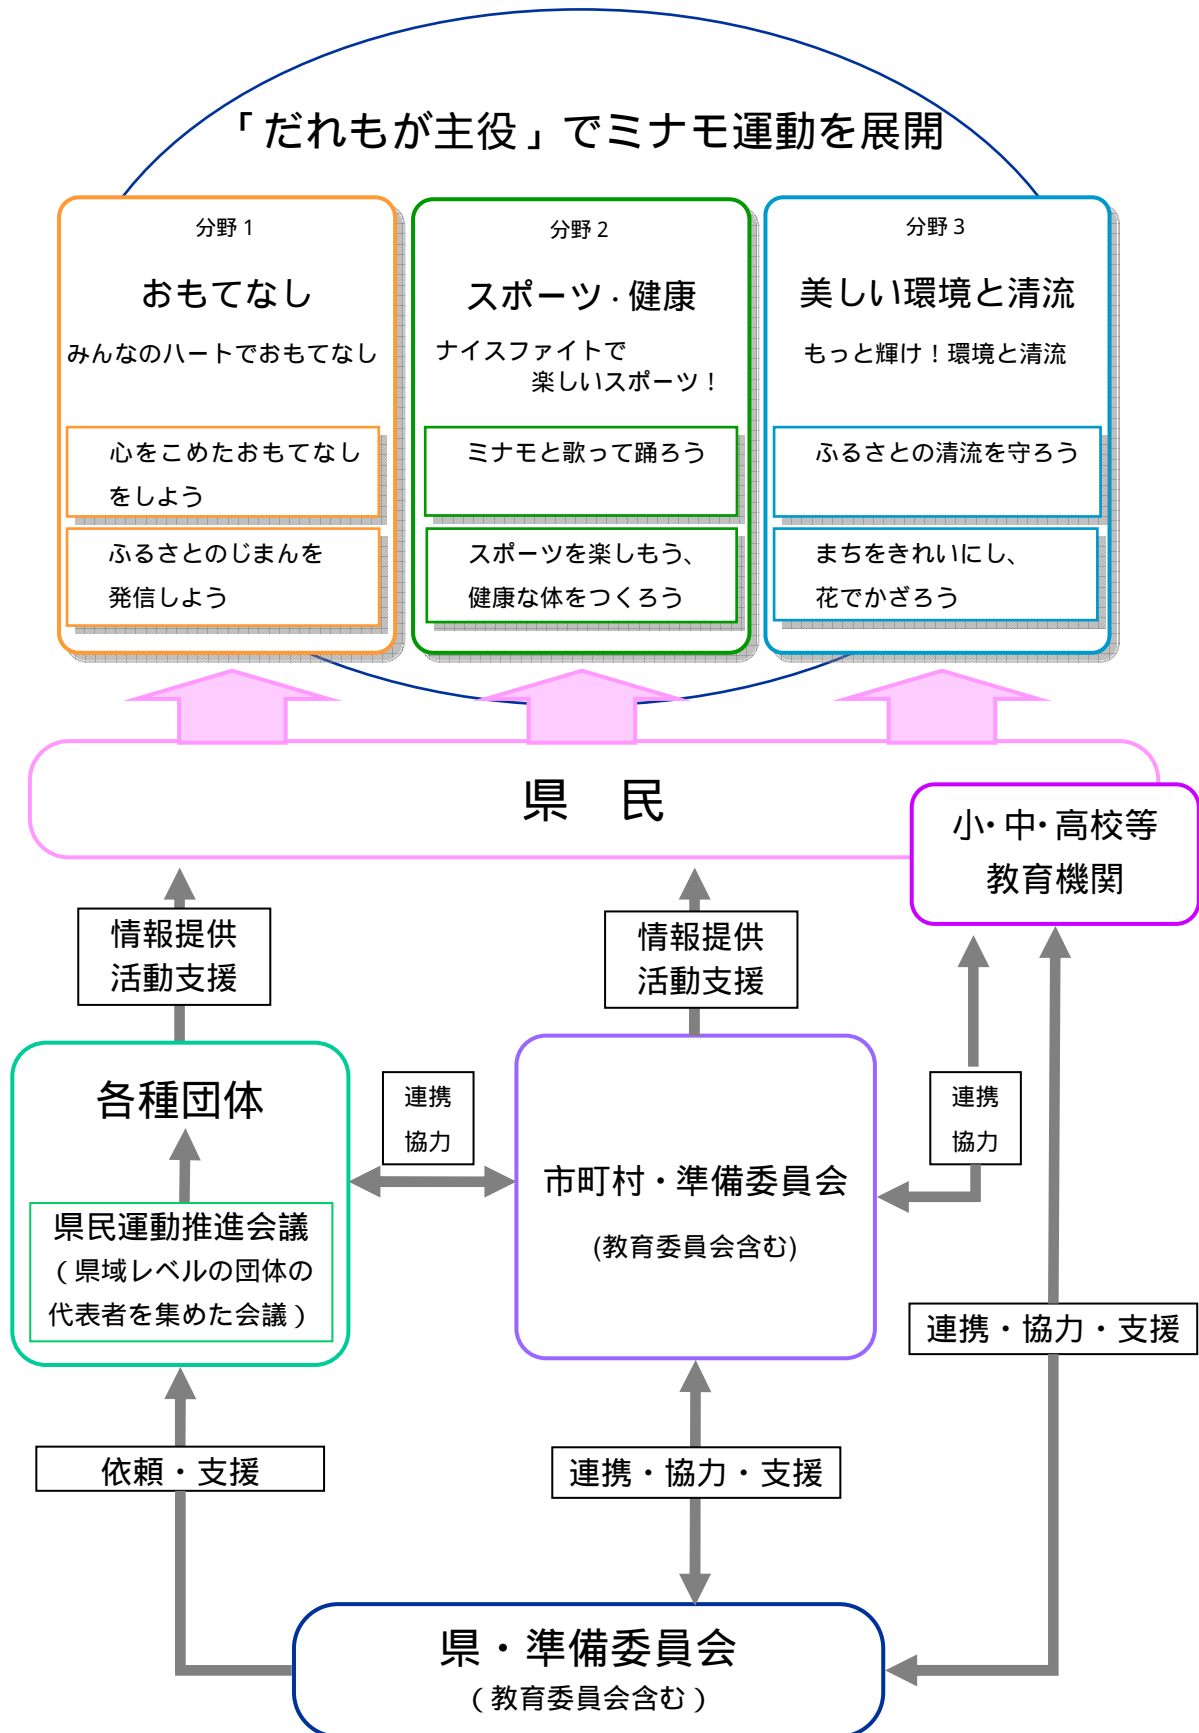 「だれもが主役」でミナモ運動を展開
分野1
おもてなし
みんなのハートでおもてなし
心をこめたおもてなし
をしよう
ふるさとのじまんを
発信しよう
分野2
スポーツ・健康
ナイスファイトで
楽しいスポーツ!
ミナモと歌って踊ろう
スポーツを楽しもう、
健康な体をつくろう
分野3
美しい環境と清流
もっと輝け!環境と清流
ふるさとの清流を守ろう
まちをきれいにし、
花でかざろう
県 民
小・中・高校等
教育機関
情報提供
活動支援
情報提供
活動支援
各種団体
県民運動推進会議
(県域レベルの団体の
代表者を集めた会議)
連携
協力
市町村・準備委員会
(教育委員会含む)
連携
協力
連携・協力・支援
依頼・支援
連携・協力・支援
県・準備委員会
(教育委員会含む)